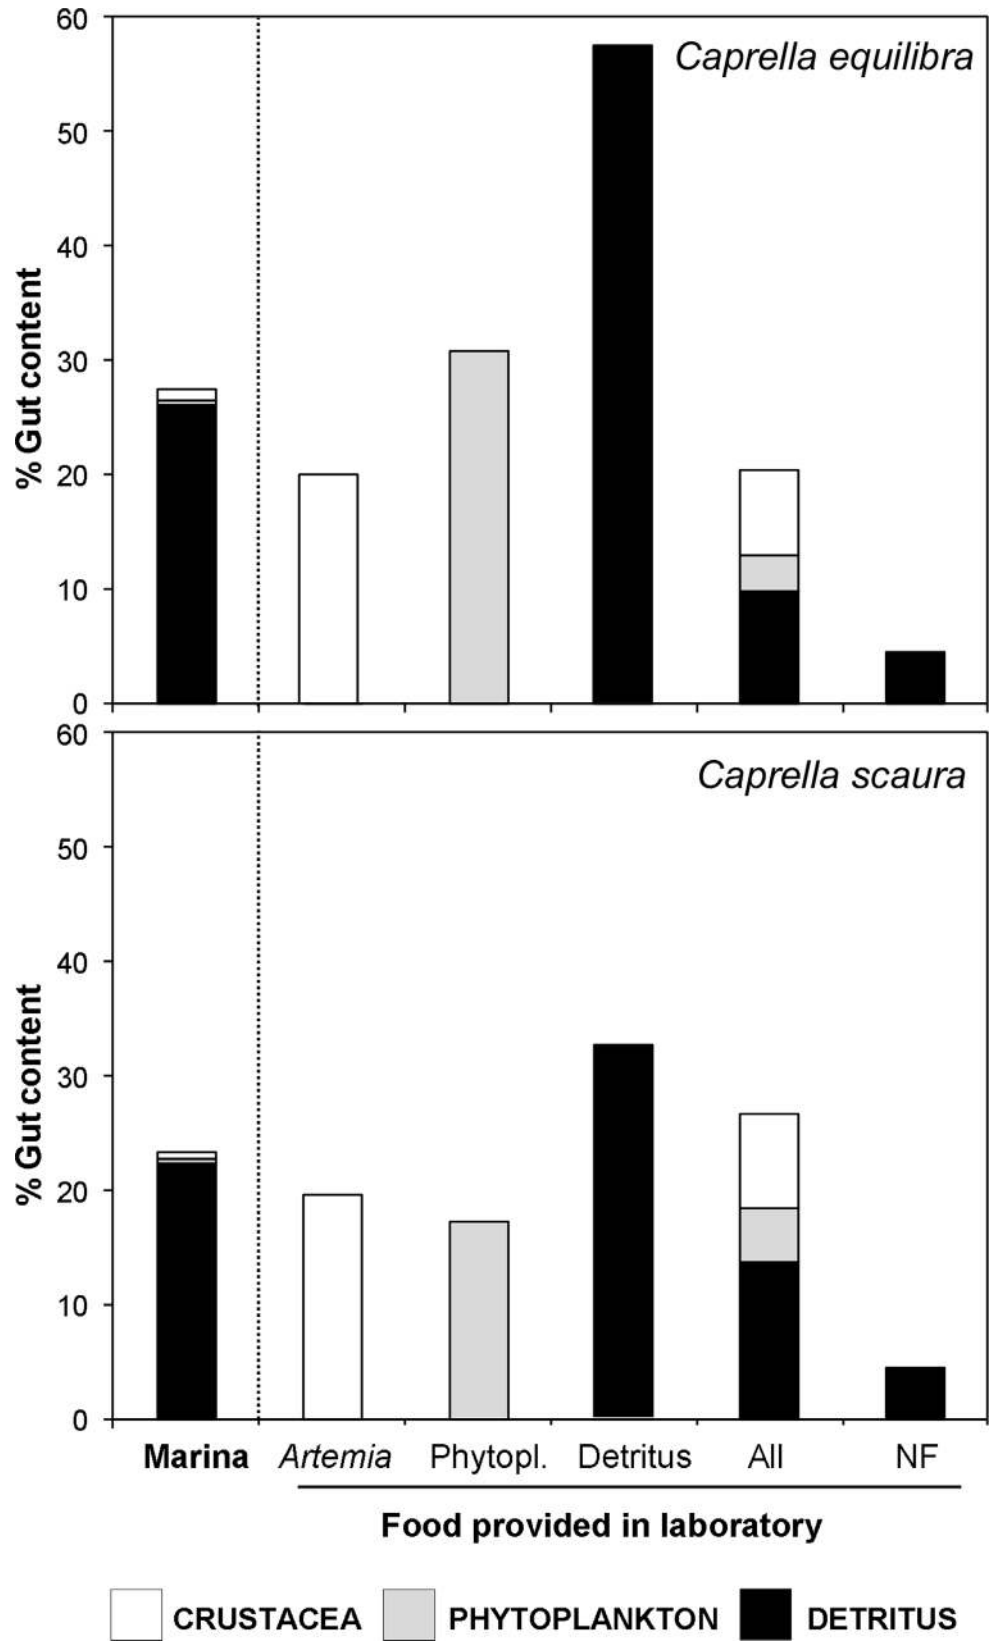 Caprella equilibra
% Gut content
60
50
40
30
20
10
0
Caprella scaura
% Gut content
60
50
40
30
20
10
0
Marina Artemia Phytopl. Detritus All NF
Food provided in laboratory
CRUSTACEA PHYTOPLANKTON DETRITUS